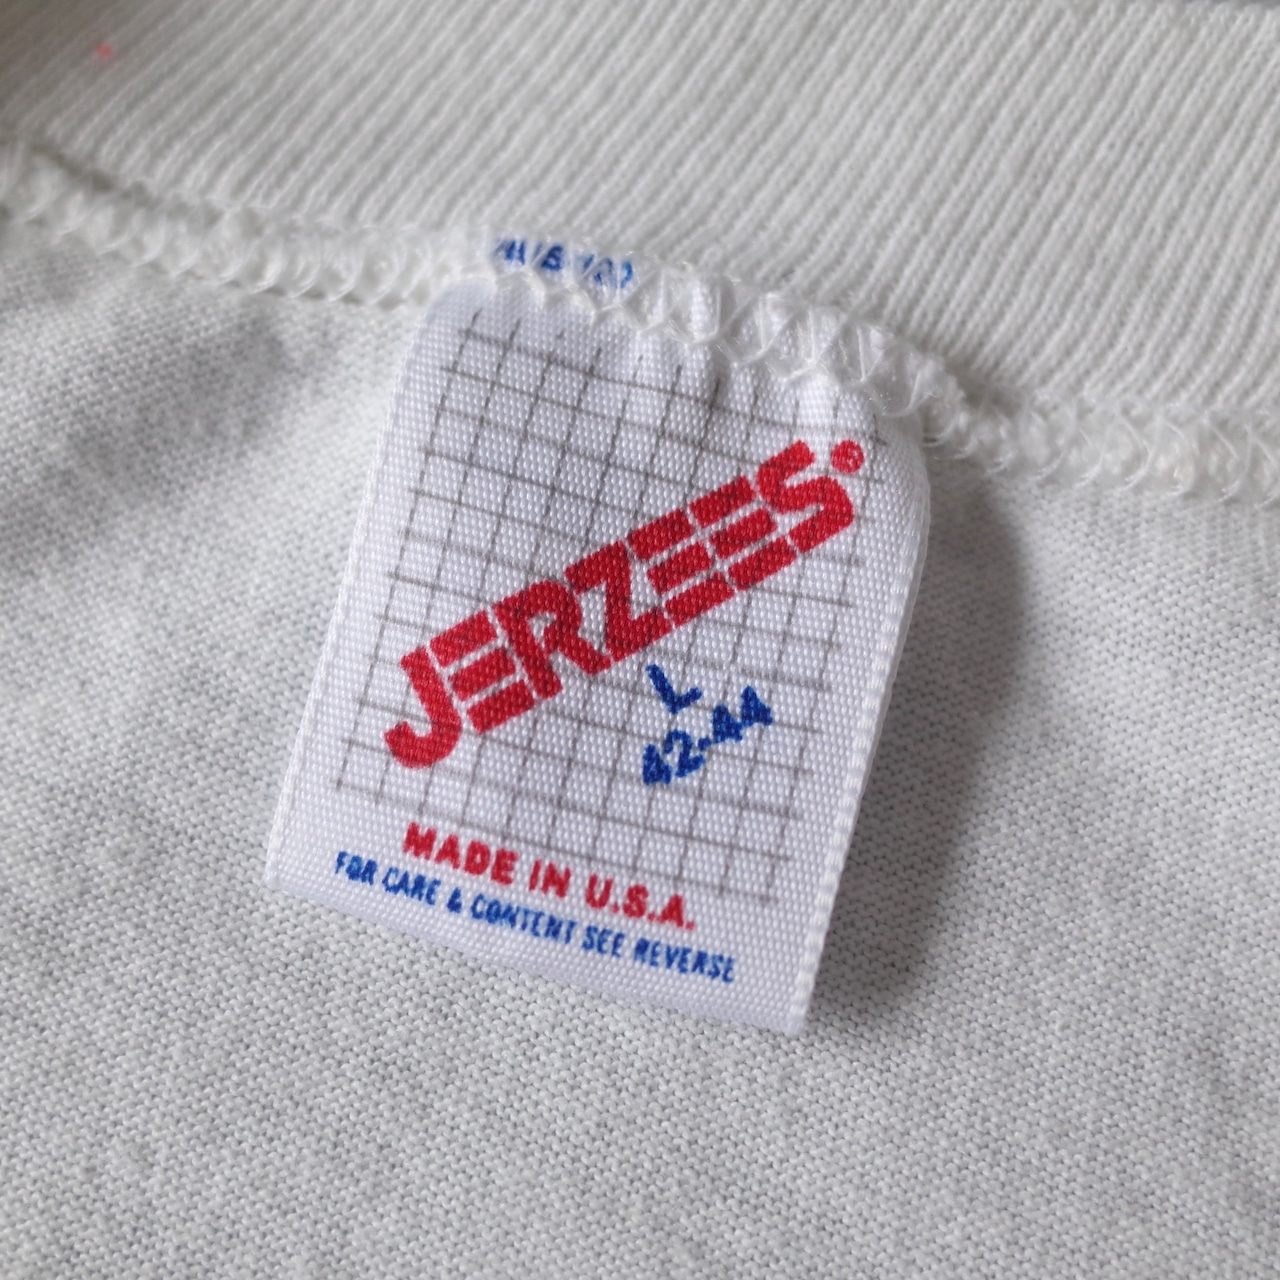 JERZEES®
L
42-44
MADE IN U.S.A.
FOR CARE & CONTENT SEE REVERSE